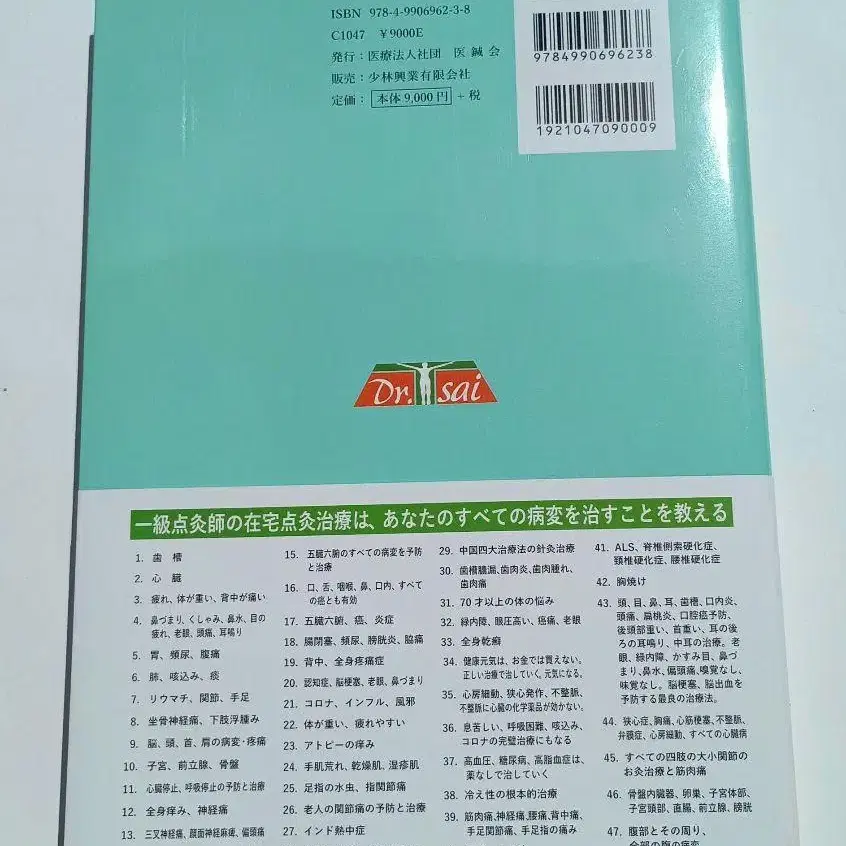 ISBN 978-4-9906962-3-8
C1047 ¥9000E
発行：医療法人社団 医鍼会
販売：少林興業有限会社
定価：本体9,000円＋税
9784990696238
1921047090009
Dr. sai
一級点灸師の在宅点灸治療は、あなたのすべての病変を治すことを教える
1. 歯槽
2. 心臓
3. 疲れ、体が重い、背中が痛い
4. 鼻づまり、くしゃみ、鼻水、目の
疲れ、老眼、頭痛、耳鳴り
5. 胃、頻尿、腹痛
6. 肺、咳込み、痰
7. リウマチ、関節、手足
8. 坐骨神経痛、下肢浮腫み
9. 脳、頭、首、肩の病変・疼痛
10. 子宮、前立腺、骨盤
11. 心臓停止、呼吸停止の予防と治療
12. 全身痒み、神経痛
13. 三叉神経痛、顔面神経麻痺、偏頭痛
15. 五臓六腑のすべての病変を予防
と治療
16. 口、舌、咽喉、鼻、口内、すべて
の癌とも有効
17. 五臓六腑、癌、炎症
18. 腸閉塞、頻尿、膀胱炎、脇痛
19. 背中、全身疼痛症
20. 認知症、脳梗塞、老眼、鼻づまり
21. コロナ、インフル、風邪
22. 体が重い、疲れやすい
23. アトピーの痒み
24. 手肌荒れ、乾燥肌、湿疹肌
25. 足指の水虫、指関節痛
26. 老人の関節痛の予防と治療
27. インド熱中症
29. 中国四大治療法の針灸治療
30. 歯槽膿漏、歯肉炎、歯肉腫れ、
歯肉痛
31. 70才以上の体の悩み
32. 緑内障、眼圧高い、癌痛、老眼
33. 全身乾癬
34. 健康元気は、お金では買えない。
正しい治療で治していく、元気になる。
35. 心房細動、狭心発作、不整脈、
不整脈に心臓の化学薬品が効かない。
36. 息苦しい、呼吸困難、咳込み、
コロナの完璧治療にもなる
37. 高血圧、糖尿病、高脂血症は、
薬なしで治していく
38. 冷え性の根本的治療
39. 筋肉痛、神経痛、腰痛、背中痛、
手足関節痛、手足指の痛み
41. ALS、脊椎側索硬化症、
頚椎硬化症、腰椎硬化症
42. 胸焼け
43. 頭、目、鼻、耳、歯槽、口内炎、
頭痛、扁桃炎、口腔癌予防、
後頭部重い、首重い、耳の後
ろの耳鳴り、中耳の治療。老
眼、緑内障、かすみ目、鼻づ
まり、鼻水、偏頭痛、嗅覚なし、
味覚なし。脳梗塞、脳出血を
予防する最良の治療法。
44. 狭心症、胸痛、心筋梗塞、不整脈、
弁膜症、心房細動、すべての心臓病
45. すべての四肢の大小関節の
お灸治療と筋肉痛
46. 骨盤内臓器、卵巣、子宮体部、
子宮頭部、直腸、前立腺、膀胱
47. 腹部とその周り、
全部の腹の病変